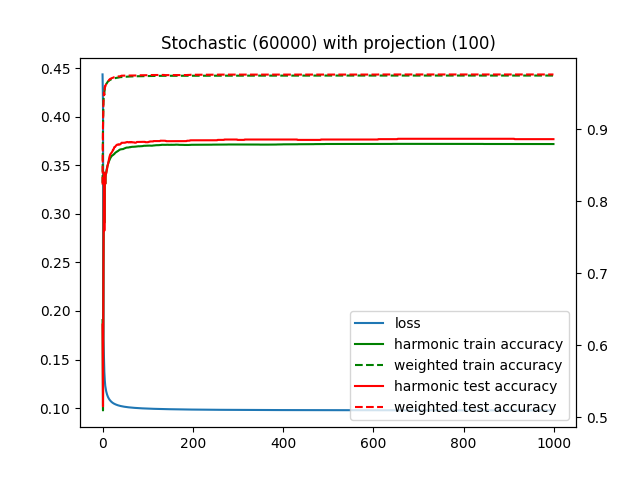 Stochastic (60000) with projection (100)
0.45
0.40
0.35
0.30
0.25
0.20
0.15
0.10
0.9
0.8
0.7
0.6
0.5
loss
harmonic train accuracy
weighted train accuracy
harmonic test accuracy
weighted test accuracy
0 200 400 600 800 1000